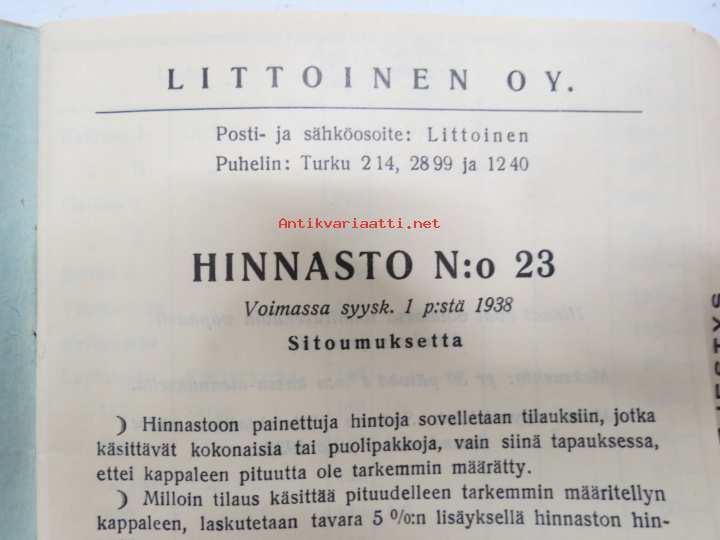 LITTOINEN OY.
Posti- ja sähköosoite: Littoinen
Puhelin: Turku 214, 2899 ja 1240
Antikvariaatti.net
HINNASTO N:o 23
Voimassa syysk. 1 p:stä 1938
Sitoumuksetta
) Hinnastoon painettuja hintoja sovelletaan tilauksiin, jotka
käsittävät kokonaisia tai puolipakkoja, vain siinä tapauksessa,
ettei kappaleen pituutta ole tarkemmin määrätty.
) Milloin tilaus käsittää pituudelleen tarkemmin määritellyn
kappaleen, laskutetaan tavara 5 %:n lisäyksellä hinnaston hin-